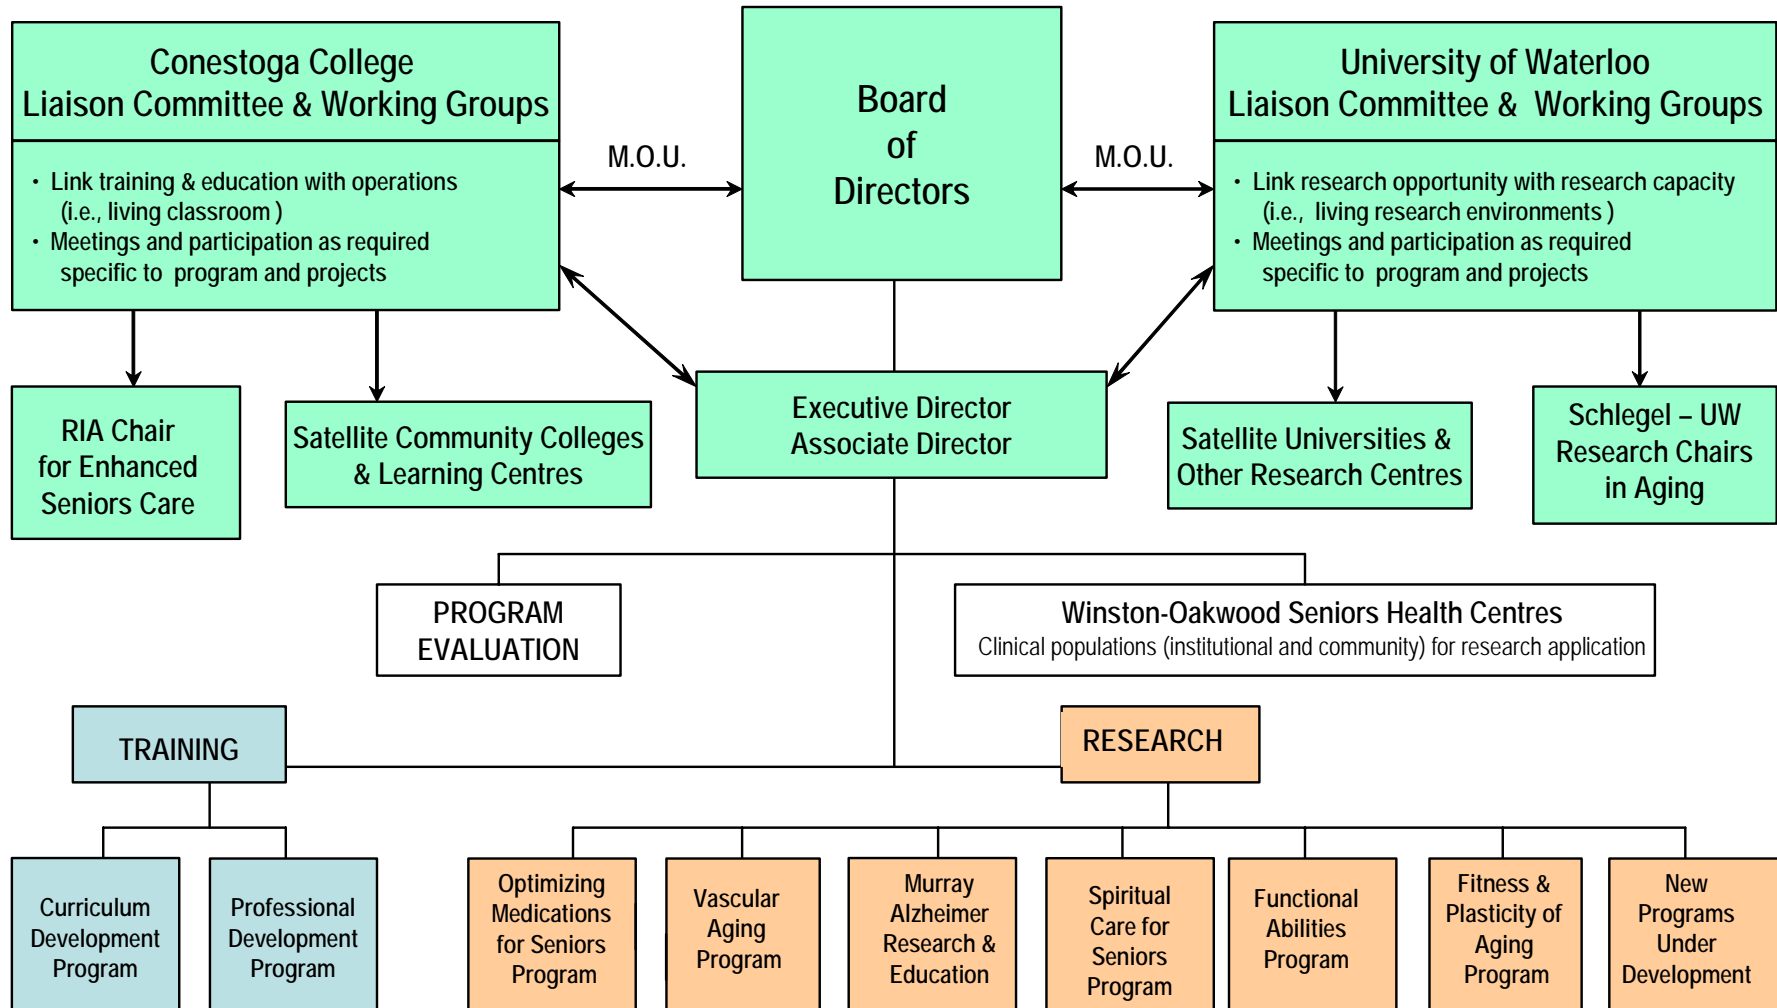 Conestoga College
Liaison Committee & Working Groups
• Link training & education with operations
(i.e., living classroom )
• Meetings and participation as required
specific to program and projects
M.O.U.
Board
of
Directors
M.O.U.
University of Waterloo
Liaison Committee & Working Groups
• Link research opportunity with research capacity
(i.e., living research environments )
• Meetings and participation as required
specific to program and projects
RIA Chair
for Enhanced
Seniors Care
Satellite Community Colleges
& Learning Centres
Executive Director
Associate Director
Satellite Universities &
Other Research Centres
Schlegel – UW
Research Chairs
in Aging
PROGRAM
EVALUATION
Winston-Oakwood Seniors Health Centres
Clinical populations (institutional and community) for research application
TRAINING
RESEARCH
Curriculum
Development
Program
Professional
Development
Program
Optimizing
Medications
for Seniors
Program
Vascular
Aging
Program
Murray
Alzheimer
Research &
Education
Spiritual
Care for
Seniors
Program
Functional
Abilities
Program
Fitness &
Plasticity of
Aging
Program
New
Programs
Under
Development